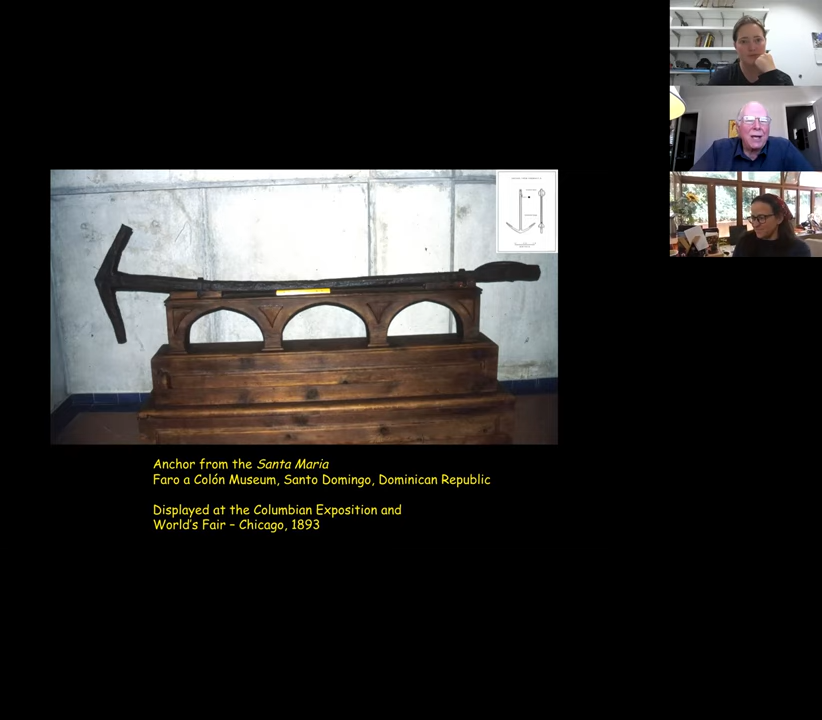 Anchor from the Santa Maria
Faro a Colón Museum, Santo Domingo, Dominican Republic
Displayed at the Columbian Exposition and
World's Fair – Chicago, 1893